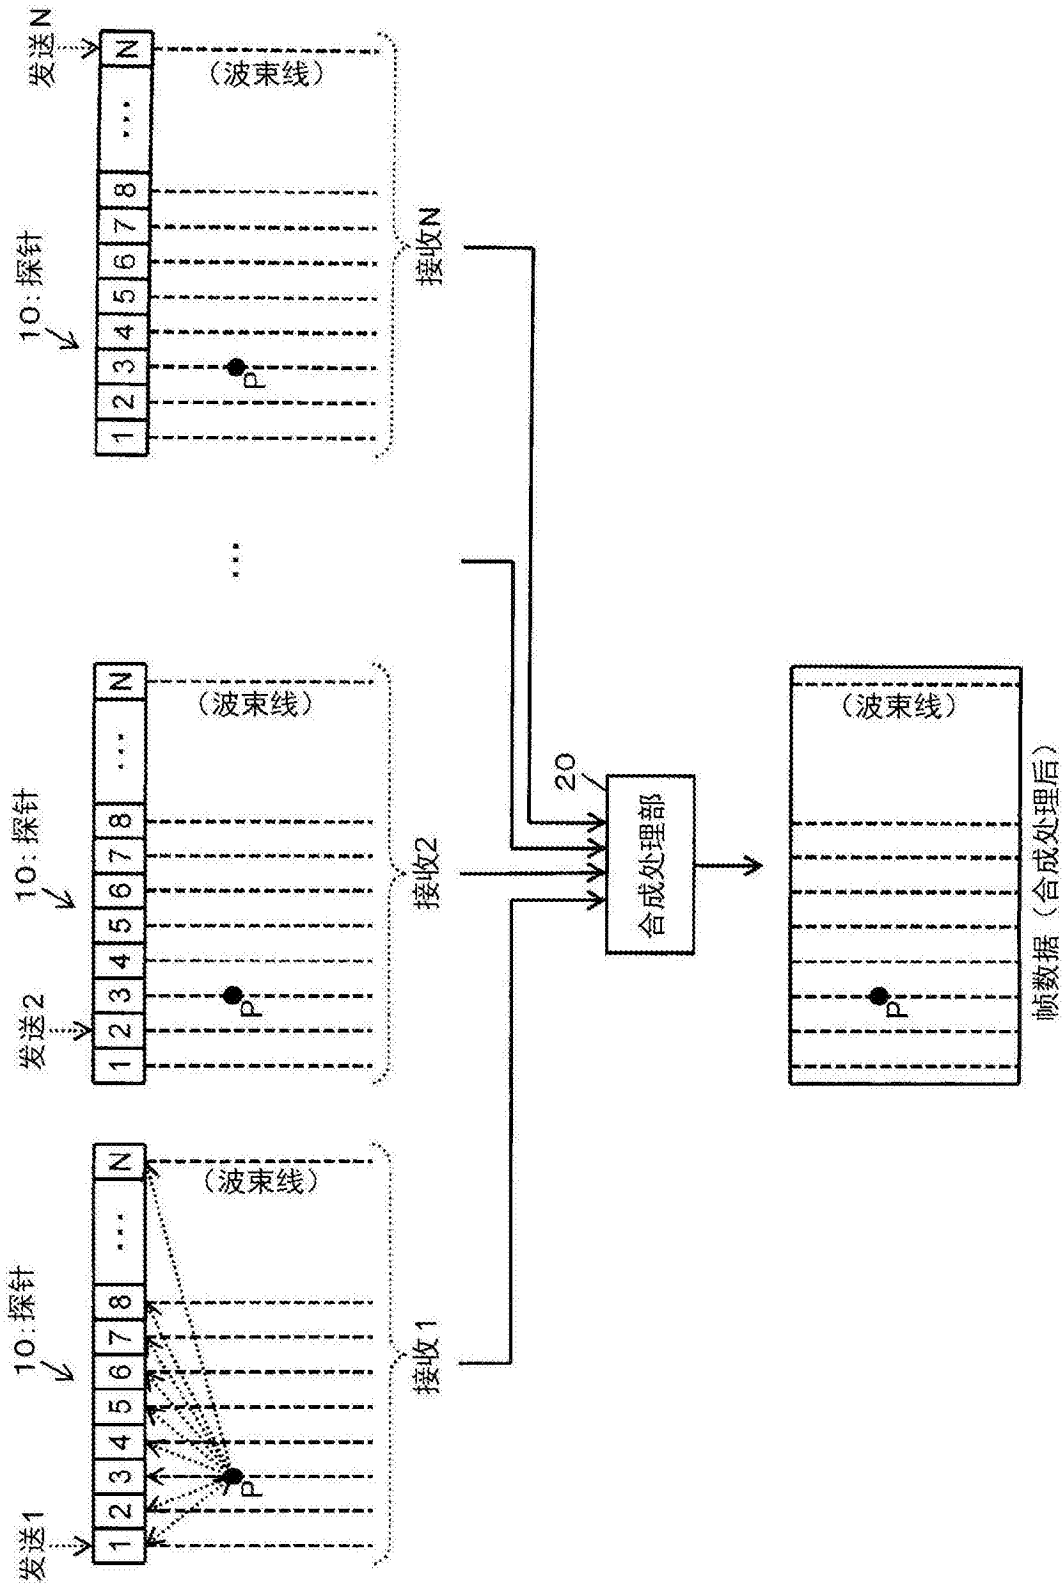 发送1
10:探针
1 2 3 4 5 6 7 8 … N
P
(波束线)
接收1
发送2
10:探针
1 2 3 4 5 6 7 8 … N
P
(波束线)
接收2
…
发送N
10:探针
1 2 3 4 5 6 7 8 … N
P
(波束线)
接收N
20
合成处理部
P
(波束线)
帧数据(合成处理后)